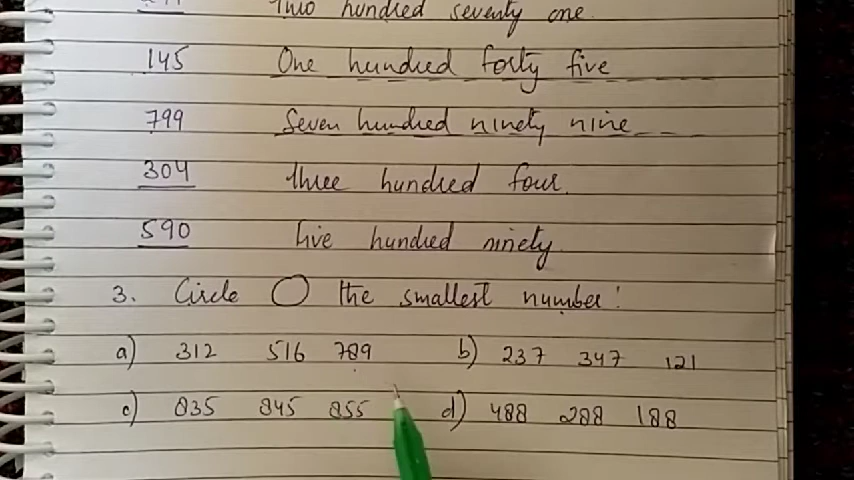 Two hundred seventy one.
145 One hundred forty five
799 Seven hundred ninety nine
304 three hundred four.
590 five hundred ninety
3. Circle the smallest number:
a) 312 516 789 b) 237 347 121
c) 835 845 855 d) 488 288 188